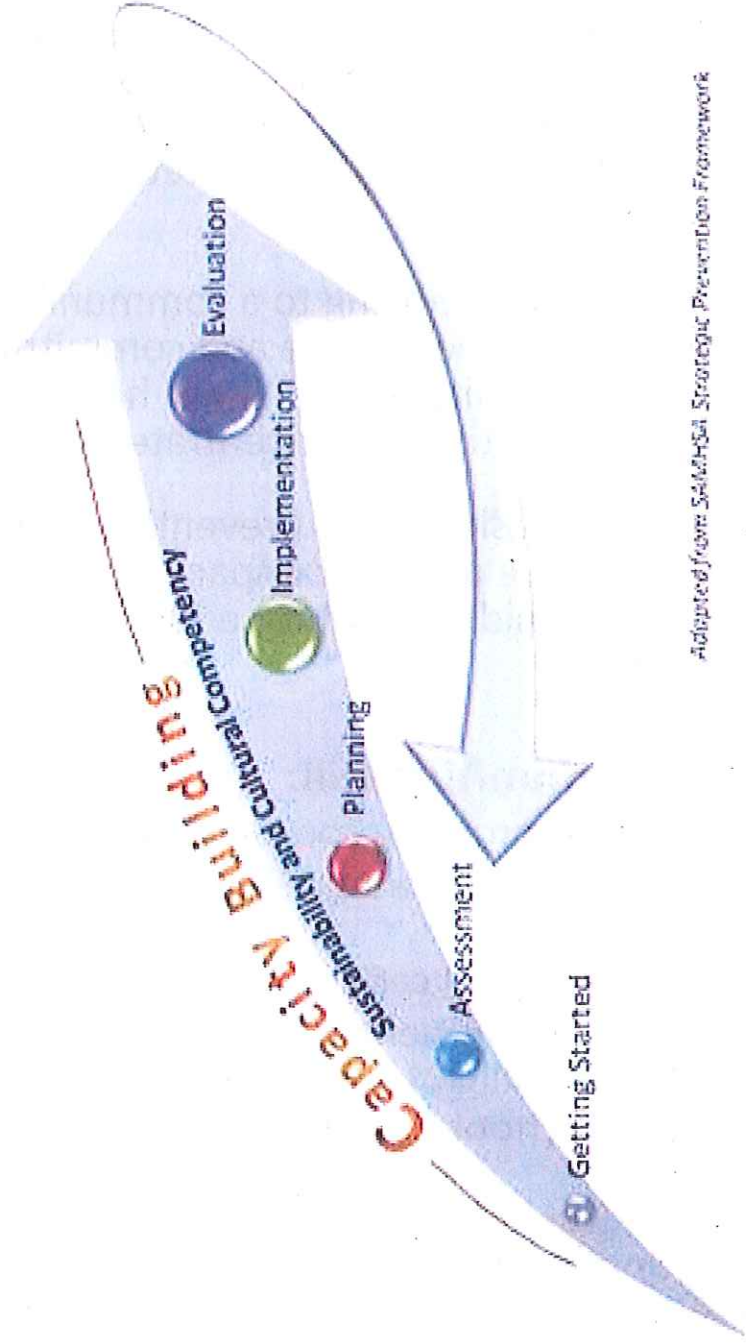 Capacity Building
Sustainability and Cultural Competency
Getting Started
Assessment
Planning
Implementation
Evaluation
Adapted from SAMHSA Strategic Prevention Framework